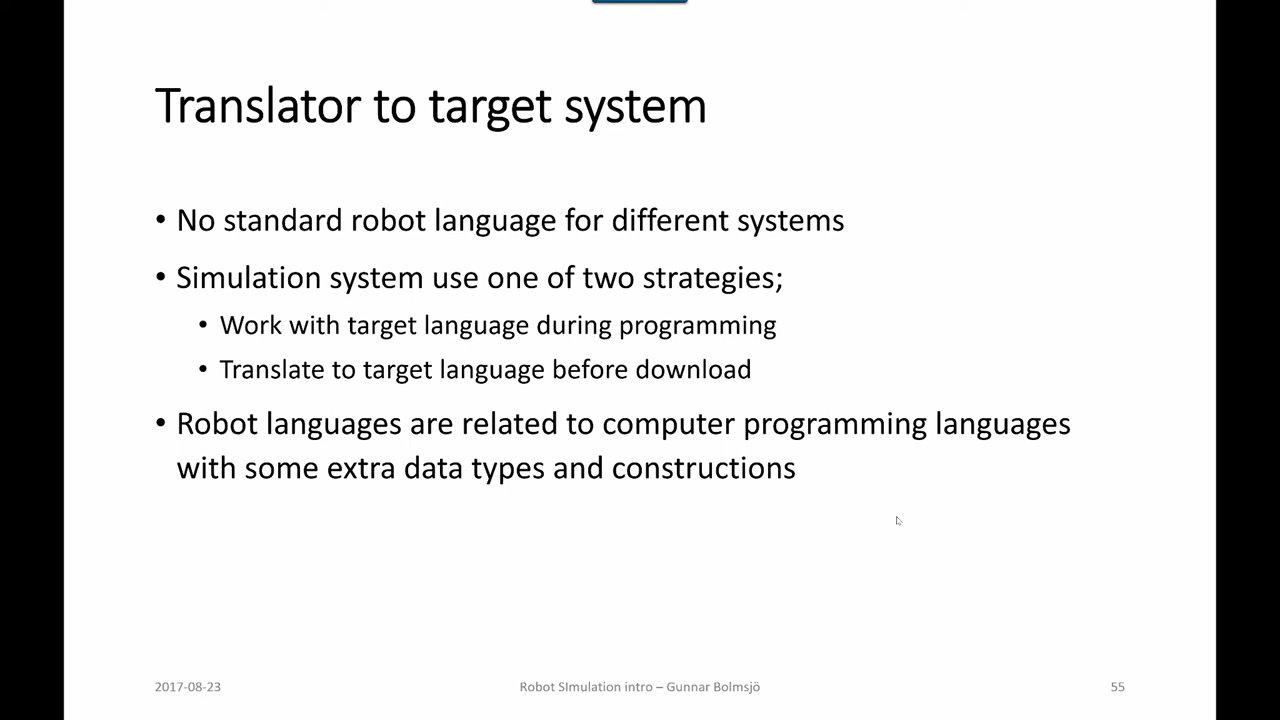 Translator to target system
• No standard robot language for different systems
• Simulation system use one of two strategies;
• Work with target language during programming
• Translate to target language before download
• Robot languages are related to computer programming languages
with some extra data types and constructions
2017-08-23
Robot SImulation intro – Gunnar Bolmsjö
55